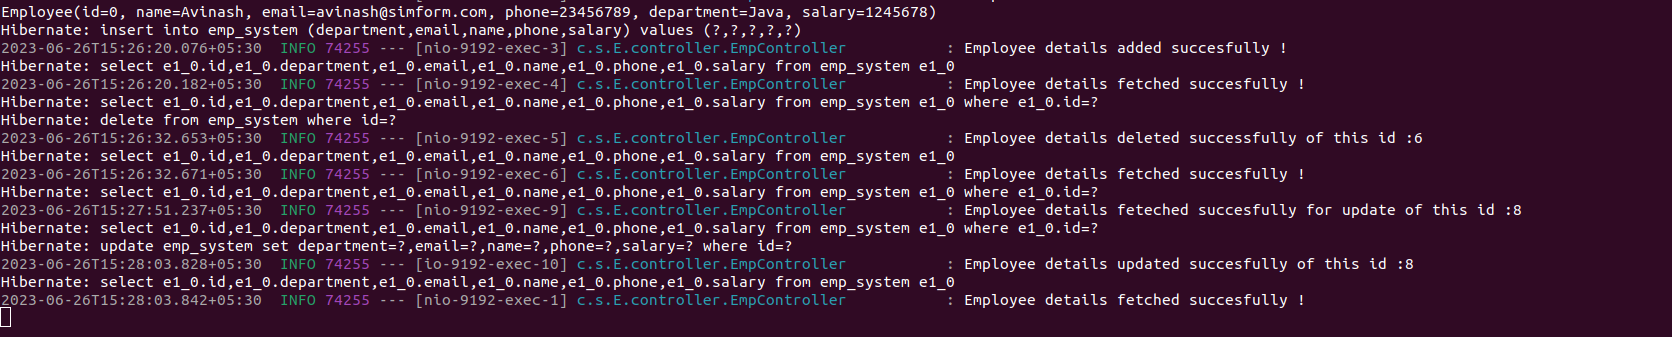 Employee(id=0, name=Avinash, email=avinash@simform.com, phone=23456789, department=Java, salary=1245678)
Hibernate: insert into emp_system (department,email,name,phone,salary) values (?,?,?,?,?)
2023-06-26T15:26:20.076+05:30  INFO 74255 --- [nio-9192-exec-3] c.s.E.controller.EmpController           : Employee details added succesfully !
Hibernate: select e1_0.id,e1_0.department,e1_0.email,e1_0.name,e1_0.phone,e1_0.salary from emp_system e1_0
2023-06-26T15:26:20.182+05:30  INFO 74255 --- [nio-9192-exec-4] c.s.E.controller.EmpController           : Employee details fetched succesfully !
Hibernate: select e1_0.id,e1_0.department,e1_0.email,e1_0.name,e1_0.phone,e1_0.salary from emp_system e1_0 where e1_0.id=?
Hibernate: delete from emp_system where id=?
2023-06-26T15:26:32.653+05:30  INFO 74255 --- [nio-9192-exec-5] c.s.E.controller.EmpController           : Employee details deleted successfully of this id :6
Hibernate: select e1_0.id,e1_0.department,e1_0.email,e1_0.name,e1_0.phone,e1_0.salary from emp_system e1_0
2023-06-26T15:26:32.671+05:30  INFO 74255 --- [nio-9192-exec-6] c.s.E.controller.EmpController           : Employee details fetched succesfully !
Hibernate: select e1_0.id,e1_0.department,e1_0.email,e1_0.name,e1_0.phone,e1_0.salary from emp_system e1_0 where e1_0.id=?
2023-06-26T15:27:51.237+05:30  INFO 74255 --- [nio-9192-exec-9] c.s.E.controller.EmpController           : Employee details feteched succesfully for update of this id :8
Hibernate: select e1_0.id,e1_0.department,e1_0.email,e1_0.name,e1_0.phone,e1_0.salary from emp_system e1_0 where e1_0.id=?
Hibernate: update emp_system set department=?,email=?,name=?,phone=?,salary=? where id=?
2023-06-26T15:28:03.828+05:30  INFO 74255 --- [io-9192-exec-10] c.s.E.controller.EmpController           : Employee details updated succesfully of this id :8
Hibernate: select e1_0.id,e1_0.department,e1_0.email,e1_0.name,e1_0.phone,e1_0.salary from emp_system e1_0
2023-06-26T15:28:03.842+05:30  INFO 74255 --- [nio-9192-exec-1] c.s.E.controller.EmpController           : Employee details fetched succesfully !